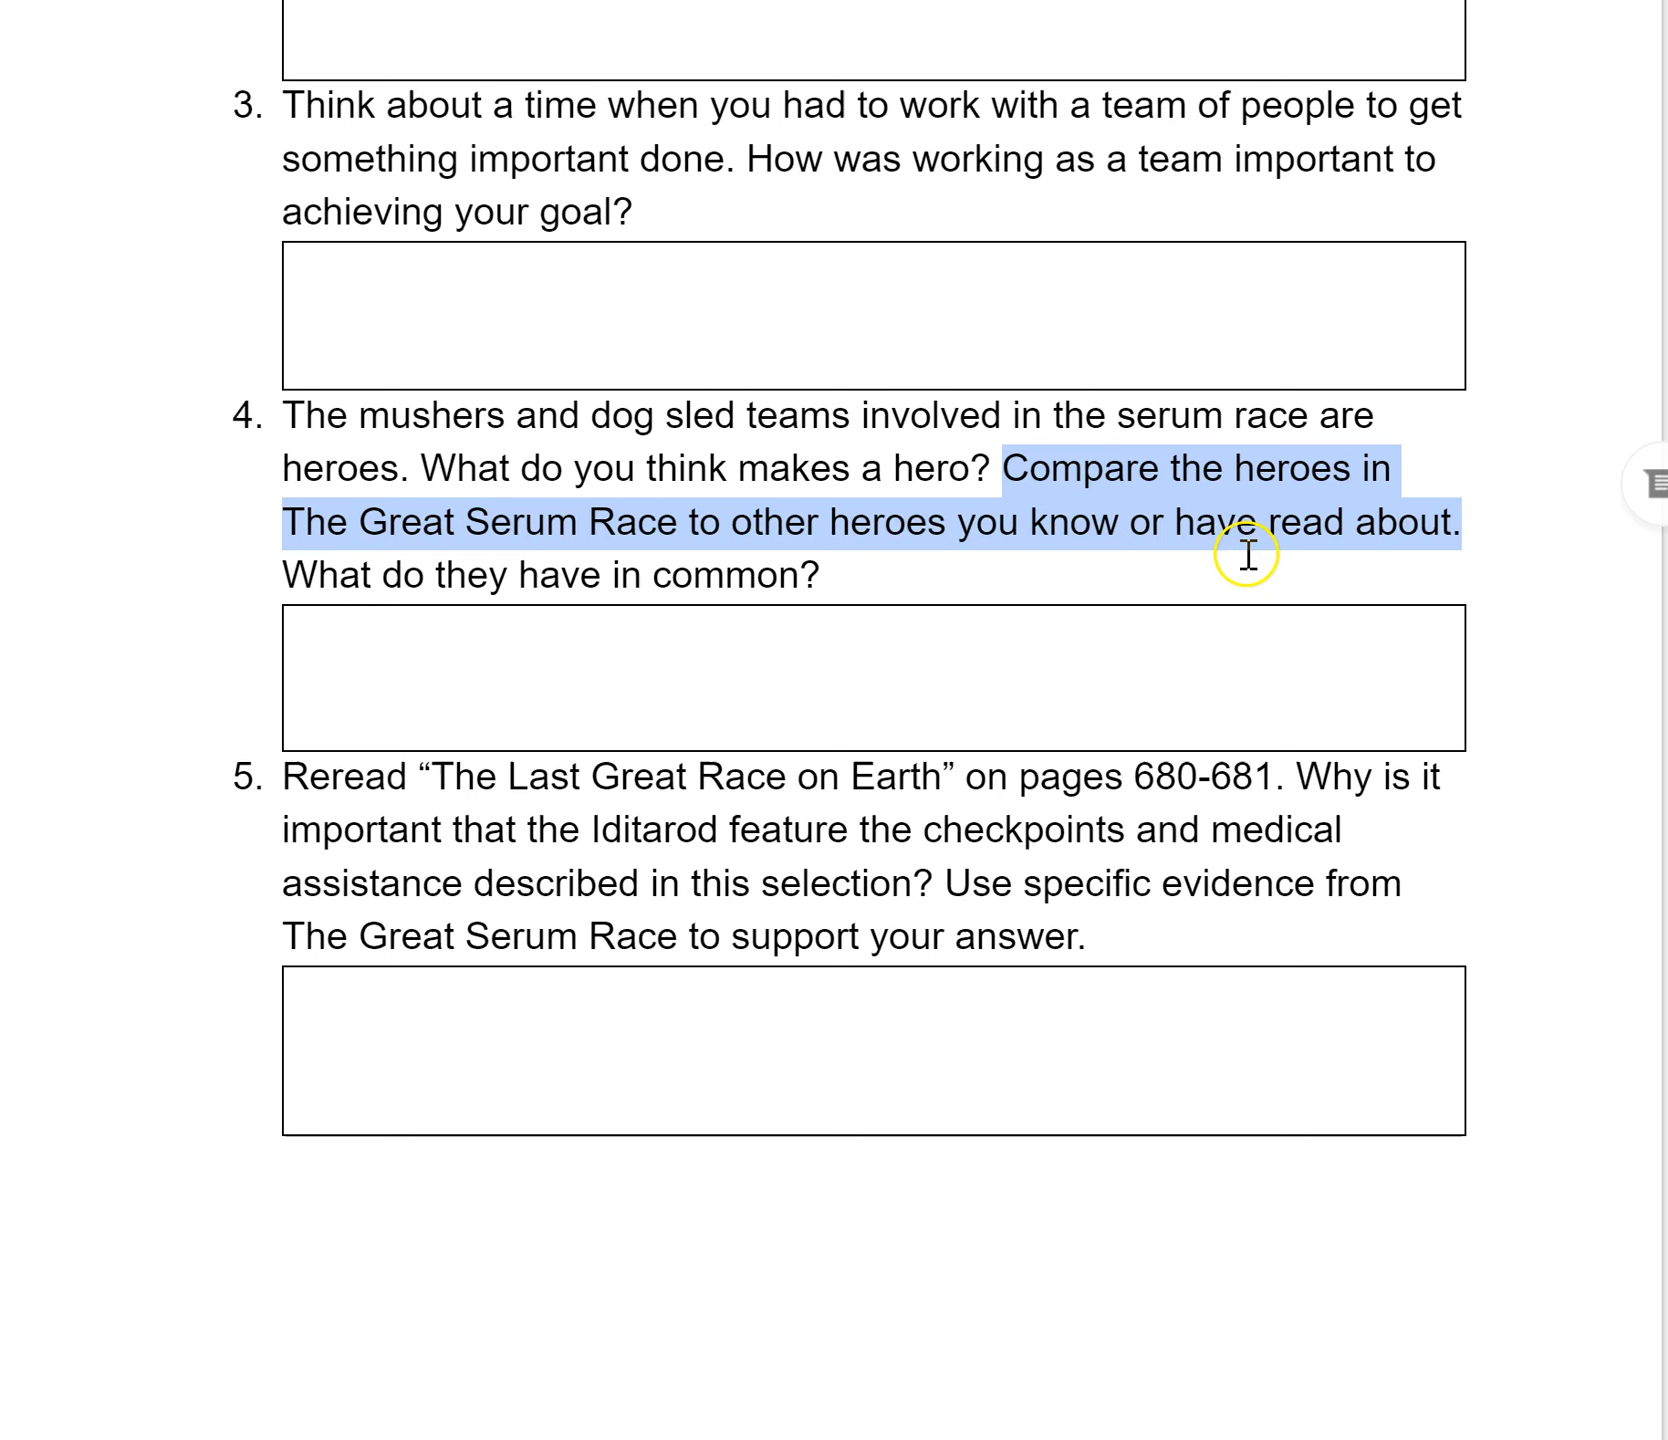 3. Think about a time when you had to work with a team of people to get
something important done. How was working as a team important to
achieving your goal?
4. The mushers and dog sled teams involved in the serum race are
heroes. What do you think makes a hero? Compare the heroes in
The Great Serum Race to other heroes you know or have read about.
What do they have in common?
5. Reread “The Last Great Race on Earth” on pages 680-681. Why is it
important that the Iditarod feature the checkpoints and medical
assistance described in this selection? Use specific evidence from
The Great Serum Race to support your answer.